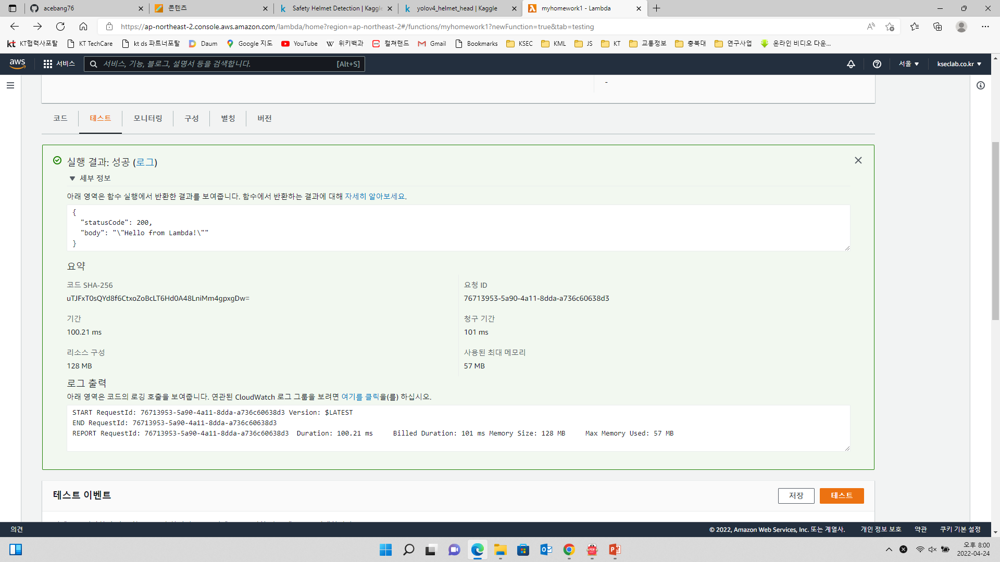 acebang76
콘텐츠
Safety Helmet Detection | Kaggle
yolov4_helmet_head | Kaggle
myhomework1 - Lambda
https://ap-northeast-2.console.aws.amazon.com/lambda/home?region=ap-northeast-2#/functions/myhomework1?newFunction=true&tab=testing
kt KT협력사포탈
KT TechCare
kt ds 파트너포탈
Daum
Google 지도
YouTube
W 위키백과
컬쳐랜드
Gmail
Bookmarks
KSEC
KML
JS
KT
교통정보
충북대
연구사업
온라인 비디오 다운...
aws
서비스
서비스, 기능, 블로그, 설명서 등을 검색합니다.
[Alt+S]
서울 ▼
kseclab.co.kr ▼
-
코드
테스트
모니터링
구성
별칭
버전
실행 결과: 성공 (로그)
▼ 세부 정보
아래 영역은 함수 실행에서 반환한 결과를 보여줍니다. 함수에서 반환하는 결과에 대해 자세히 알아보세요.
{
"statusCode": 200,
"body": "\"Hello from Lambda!\""
}
요약
코드 SHA-256
uTJFxT0sQYd8f6CtxoZoBcLT6Hd0A48LniMm4gpxgDw=
요청 ID
76713953-5a90-4a11-8dda-a736c60638d3
기간
100.21 ms
청구 기간
101 ms
리소스 구성
128 MB
사용된 최대 메모리
57 MB
로그 출력
아래 영역은 코드의 로깅 호출을 보여줍니다. 연관된 CloudWatch 로그 그룹을 보려면 여기를 클릭을(를) 하십시오.
START RequestId: 76713953-5a90-4a11-8dda-a736c60638d3 Version: $LATEST
END RequestId: 76713953-5a90-4a11-8dda-a736c60638d3
REPORT RequestId: 76713953-5a90-4a11-8dda-a736c60638d3 Duration: 100.21 ms Billed Duration: 101 ms Memory Size: 128 MB Max Memory Used: 57 MB
테스트 이벤트
저장
테스트
의견
© 2022, Amazon Web Services, Inc. 또는 계열사.
개인 정보 보호
약관
쿠키 기본 설정
오후 8:00
2022-04-24